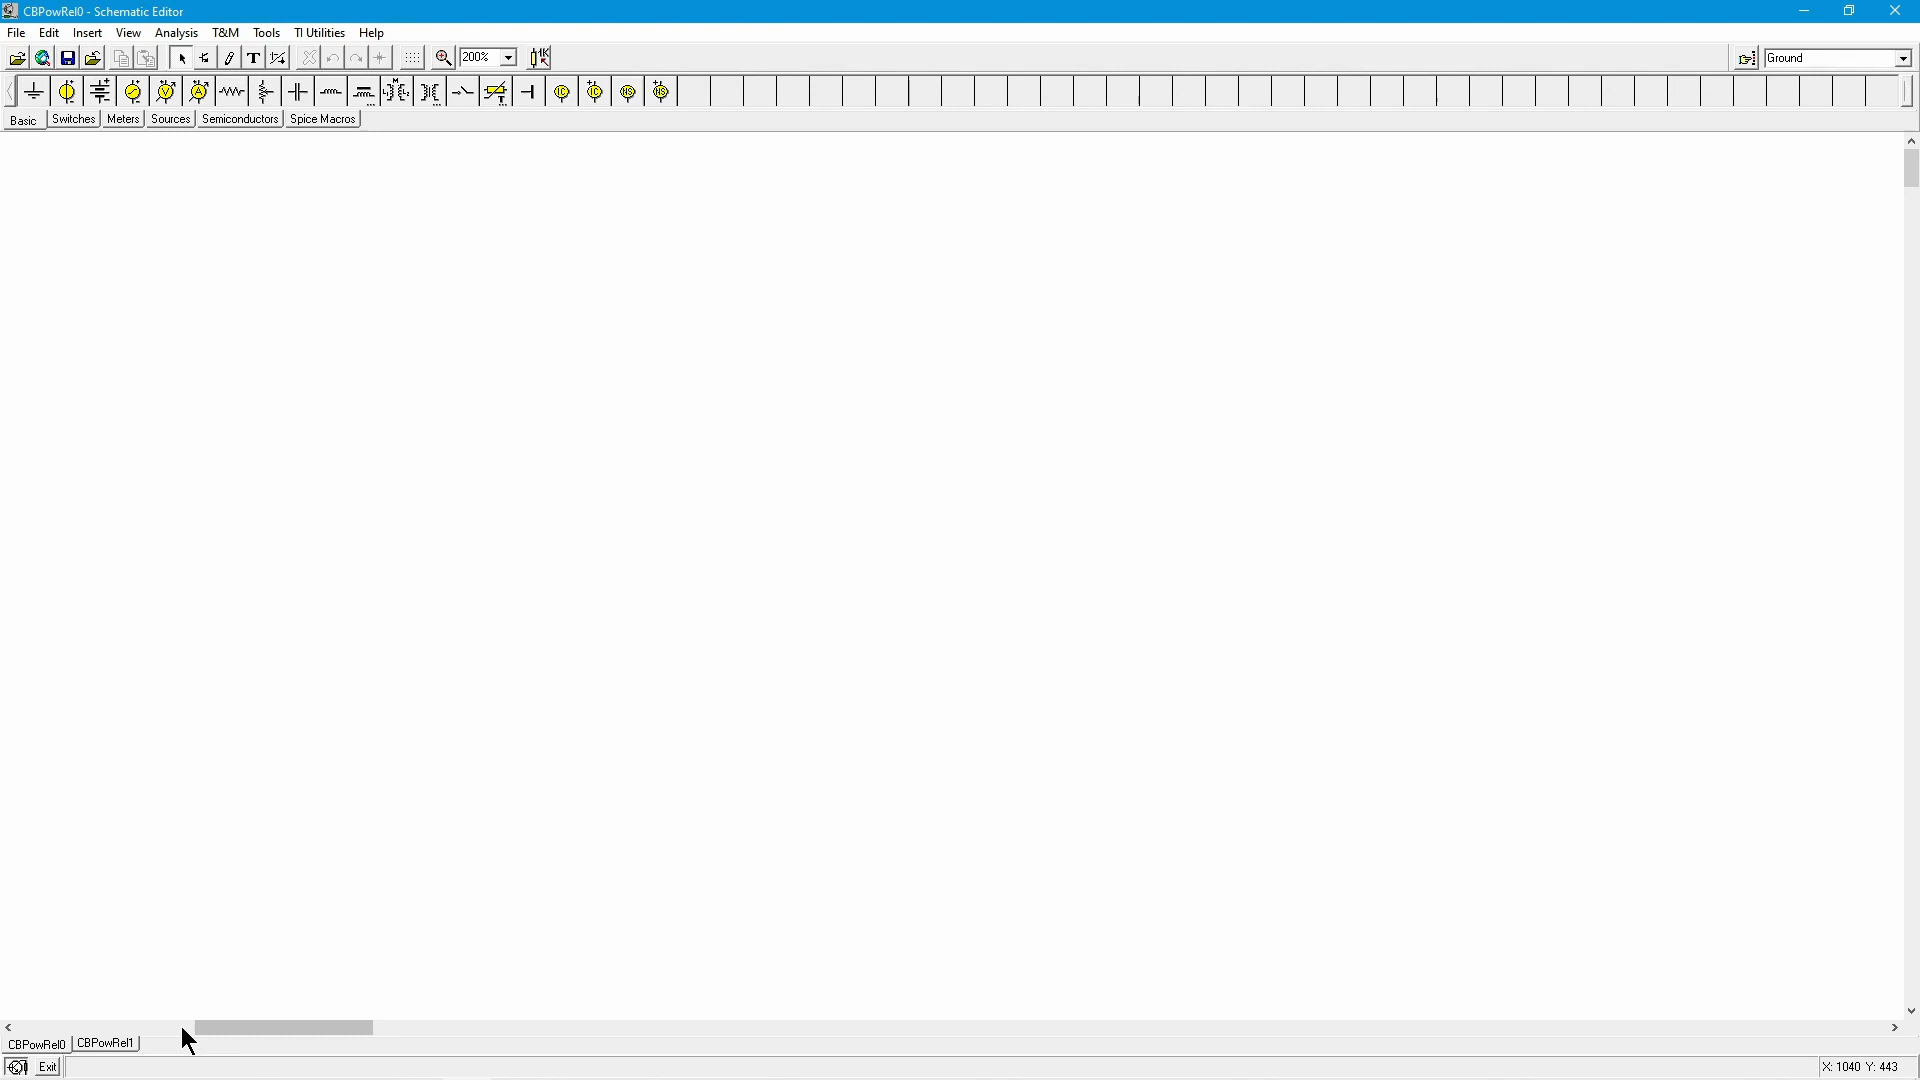 CBPowRel0 - Schematic Editor
File Edit Insert View Analysis T&M Tools TI Utilities Help
T 200% 1K Ground
Basic Switches Meters Sources Semiconductors Spice Macros
CBPowRel0 CBPowRel1
Exit X: 1040 Y: 443